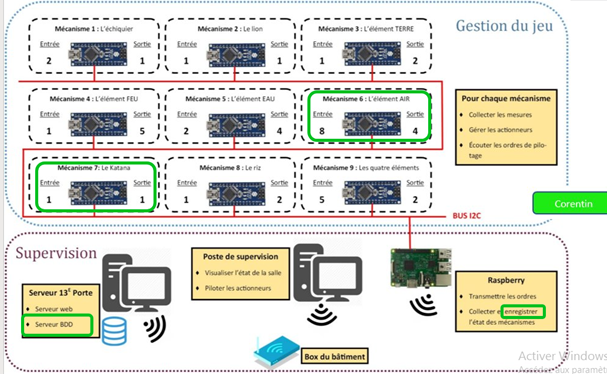 Gestion du jeu
Mécanisme 1 : L'échiquier
Entrée
Sortie
2
1
Mécanisme 2 : Le lion
Entrée
Sortie
1
1
Mécanisme 3 : L'élément TERRE
Entrée
Sortie
1
2
Mécanisme 4 : L'élément FEU
Entrée
Sortie
1
5
Mécanisme 5 : L'élément EAU
Entrée
Sortie
2
4
Mécanisme 6 : L'élément AIR
Entrée
Sortie
8
4
Pour chaque mécanisme
Collecter les mesures
Gérer les actionneurs
Écouter les ordres de pilo-
tage
Mécanisme 7: Le Katana
Entrée
Sortie
1
1
Mécanisme 8 : Le riz
Entrée
Sortie
1
2
Mécanisme 9 : Les quatre éléments
Entrée
Sortie
5
2
Corentin
BUS I2C
Supervision
Poste de supervision
Visualiser l'état de la salle
Piloter les actionneurs
Serveur 13E Porte
Serveur web
Serveur BDD
Raspberry
Transmettre les ordres
Collecter et enregistrer
l'état des mécanismes
Box du bâtiment
Activer Windows
Accédez aux paramèt